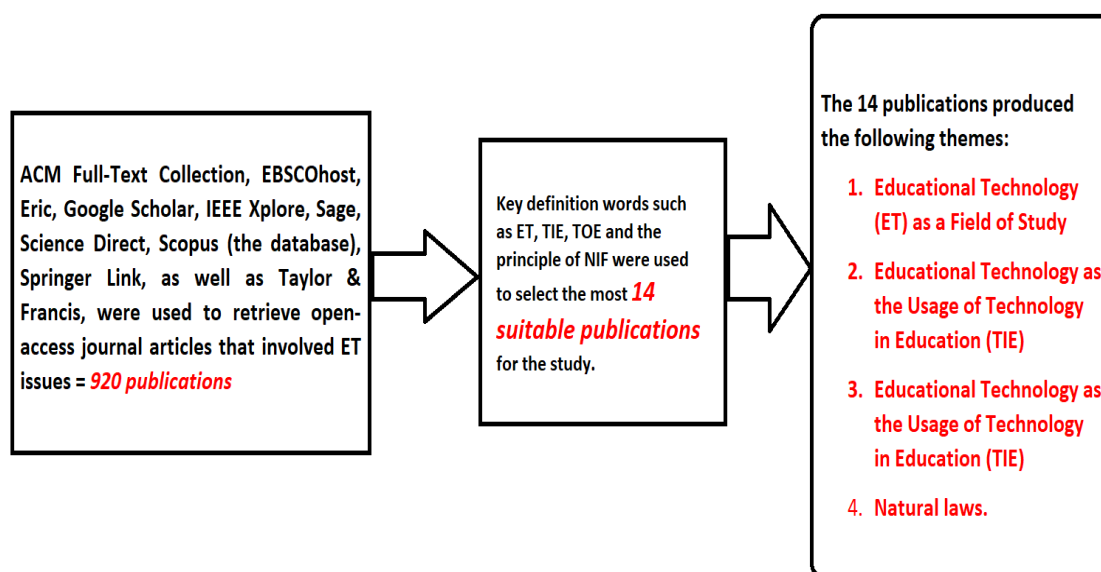 ACM Full-Text Collection, EBSCOhost,
Eric, Google Scholar, IEEE Xplore, Sage,
Science Direct, Scopus (the database),
Springer Link, as well as Taylor &
Francis, were used to retrieve open-
access journal articles that involved ET
issues = 920 publications
Key definition words such
as ET, TIE, TOE and the
principle of NIF were used
to select the most 14
suitable publications
for the study.
The 14 publications produced
the following themes:
1. Educational Technology
(ET) as a Field of Study
2. Educational Technology as
the Usage of Technology
in Education (TIE)
3. Educational Technology as
the Usage of Technology
in Education (TIE)
4. Natural laws.